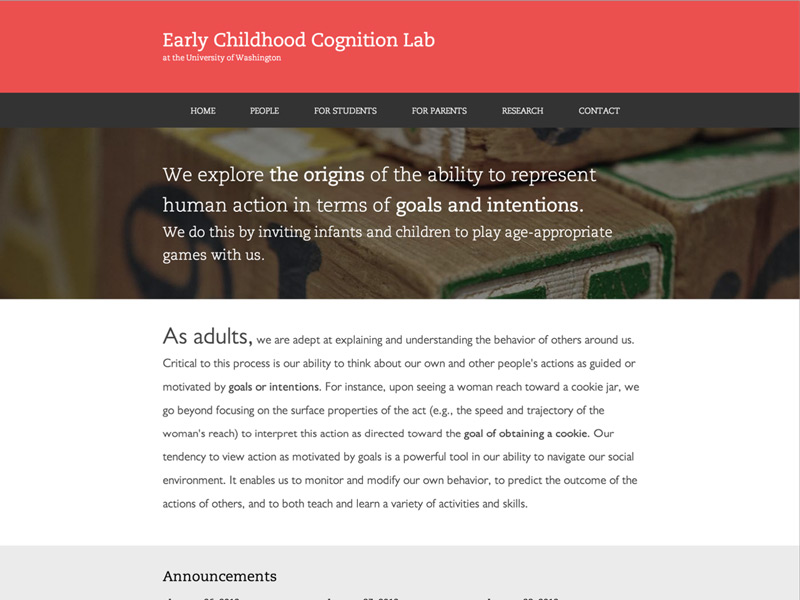 Early Childhood Cognition Lab
at the University of Washington
HOME PEOPLE FOR STUDENTS FOR PARENTS RESEARCH CONTACT
We explore the origins of the ability to represent
human action in terms of goals and intentions.
We do this by inviting infants and children to play age-appropriate
games with us.
As adults, we are adept at explaining and understanding the behavior of others around us.
Critical to this process is our ability to think about our own and other people's actions as guided or
motivated by goals or intentions. For instance, upon seeing a woman reach toward a cookie jar, we
go beyond focusing on the surface properties of the act (e.g., the speed and trajectory of the
woman's reach) to interpret this action as directed toward the goal of obtaining a cookie. Our
tendency to view action as motivated by goals is a powerful tool in our ability to navigate our social
environment. It enables us to monitor and modify our own behavior, to predict the outcome of the
actions of others, and to both teach and learn a variety of activities and skills.
Announcements